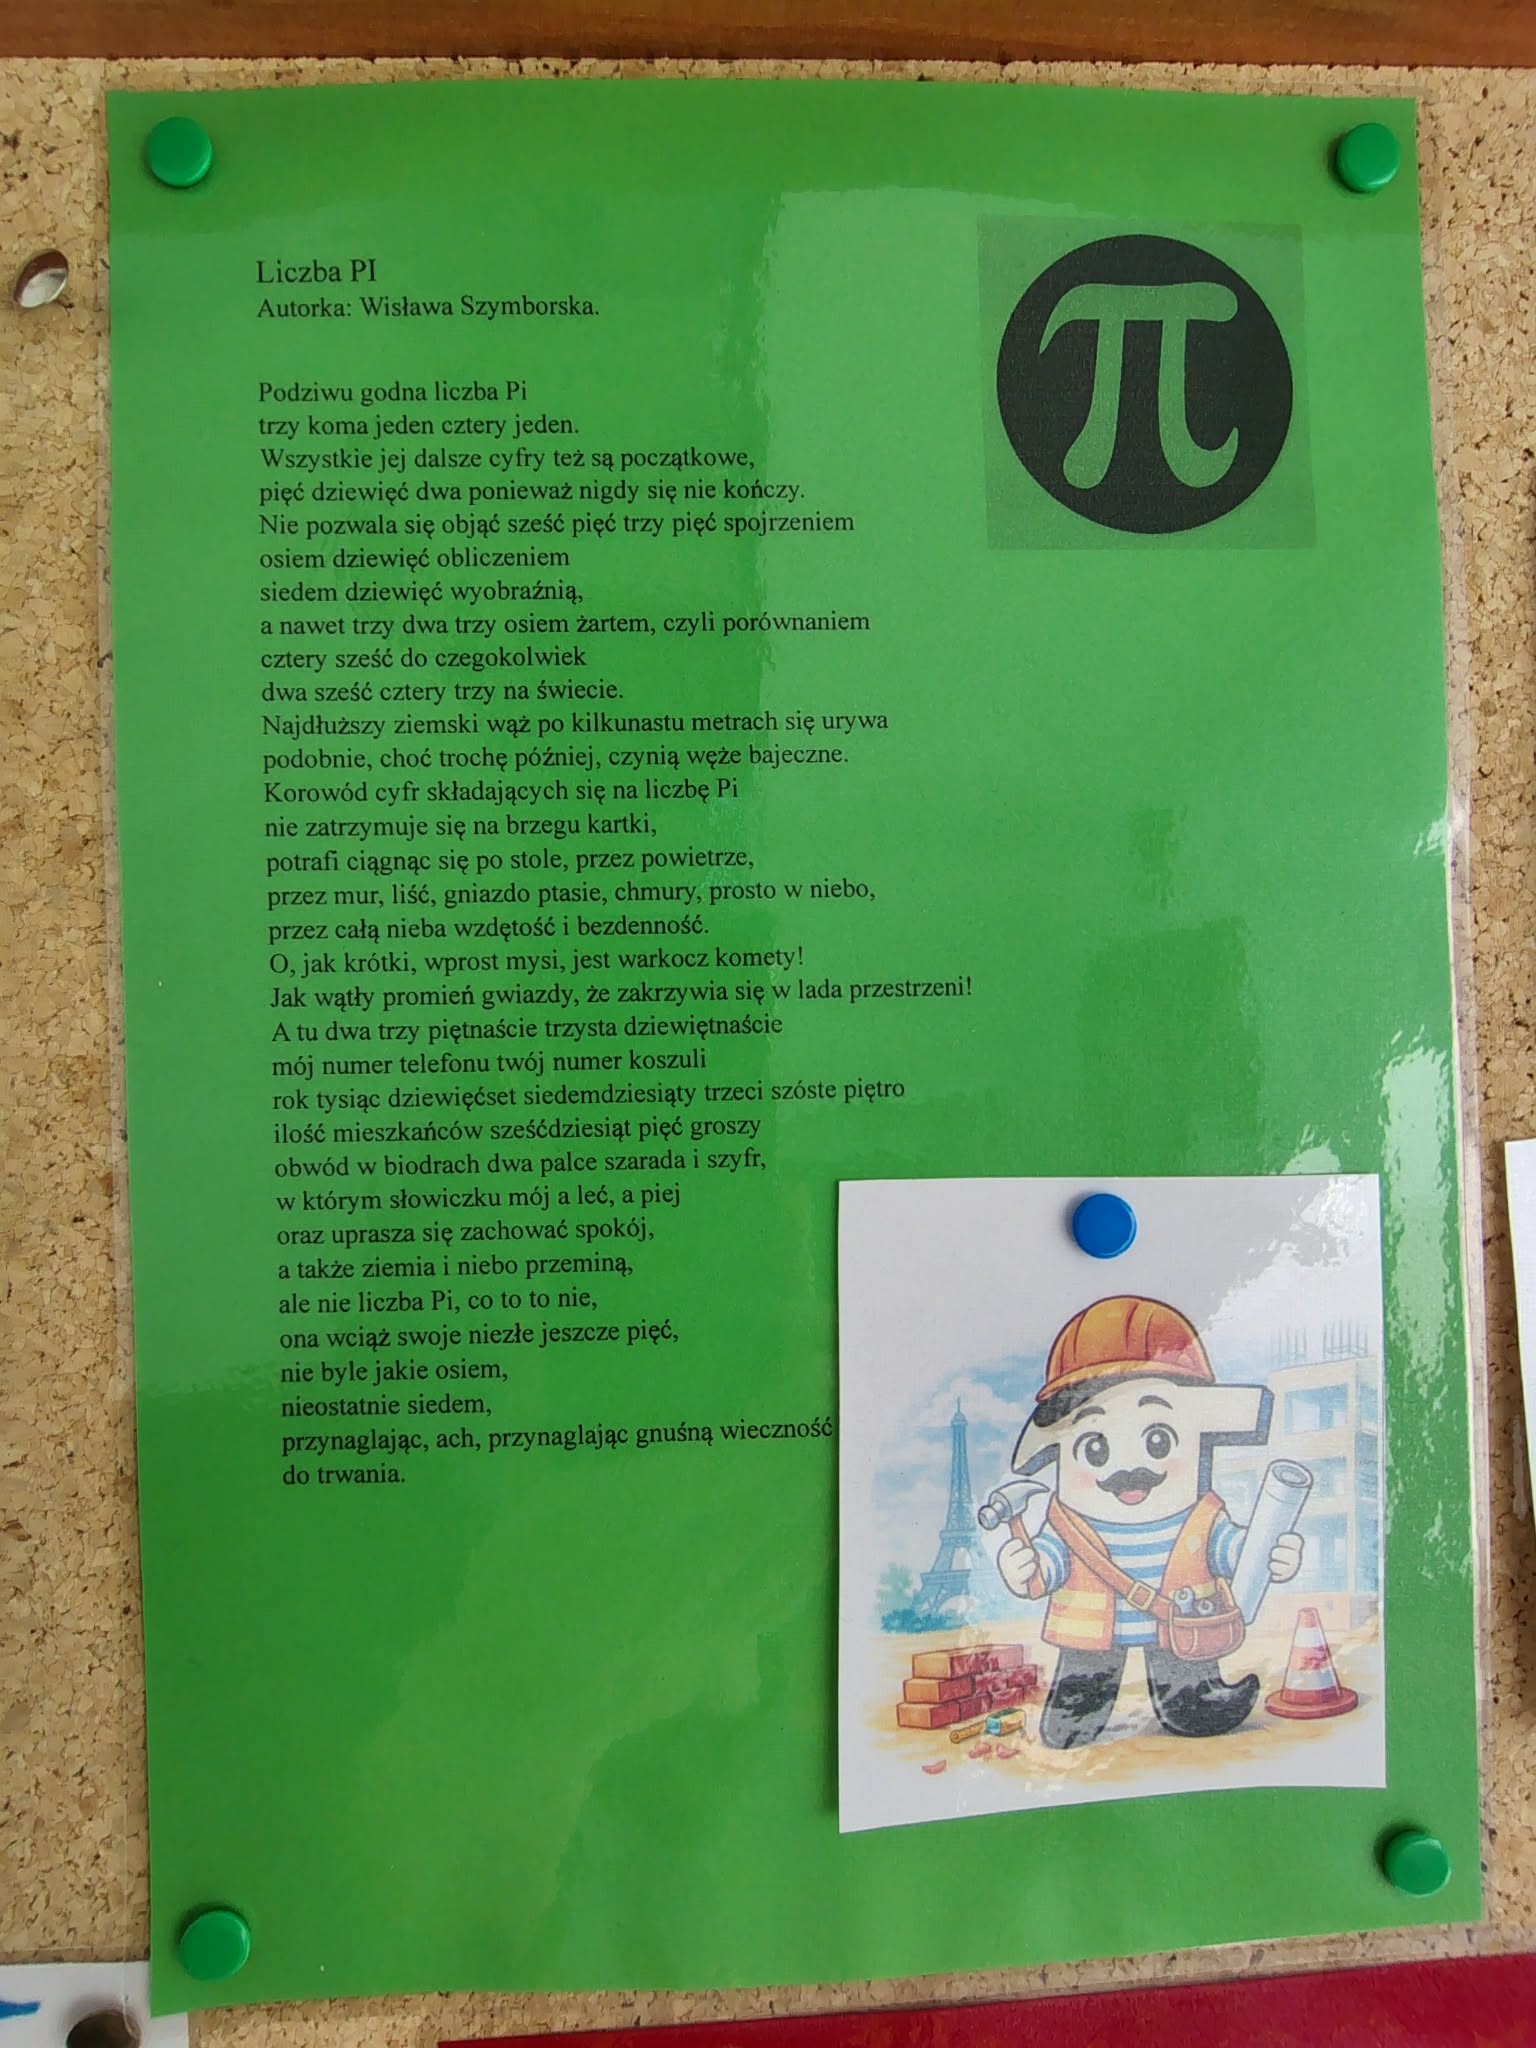 Liczba PI
Autorka: Wisława Szymborska.
Podziwu godna liczba Pi
trzy koma jeden cztery jeden.
Wszystkie jej dalsze cyfry też są początkowe,
pięć dziewięć dwa ponieważ nigdy się nie kończy.
Nie pozwala się objąć sześć pięć trzy pięć spojrzeniem
osiem dziewięć obliczeniem
siedem dziewięć wyobraźnią,
a nawet trzy dwa trzy osiem żartem, czyli porównaniem
cztery sześć do czegokolwiek
dwa sześć cztery trzy na świecie.
Najdłuższy ziemski wąż po kilkunastu metrach się urywa
podobnie, choć trochę później, czynią węże bajeczne.
Korowód cyfr składających się na liczbę Pi
nie zatrzymuje się na brzegu kartki,
potrafi ciągnąc się po stole, przez powietrze,
przez mur, liść, gniazdo ptasie, chmury, prosto w niebo,
przez całą nieba wzdętość i bezdenność.
O, jak krótki, wprost mysi, jest warkocz komety!
Jak wątły promień gwiazdy, że zakrzywia się w lada przestrzeni!
A tu dwa trzy piętnaście trzysta dziewiętnaście
mój numer telefonu twój numer koszuli
rok tysiąc dziewięćset siedemdziesiąty trzeci szóste piętro
ilość mieszkańców sześćdziesiąt pięć groszy
obwód w biodrach dwa palce szarada i szyfr,
w którym słowiczku mój a leć, a piej
oraz uprasza się zachować spokój,
a także ziemia i niebo przeminą,
ale nie liczba Pi, co to to nie,
ona wciąż swoje niezłe jeszcze pięć,
nie byle jakie osiem,
nieostatnie siedem,
przynaglając, ach, przynaglając gnuśną wieczność
do trwania.
π